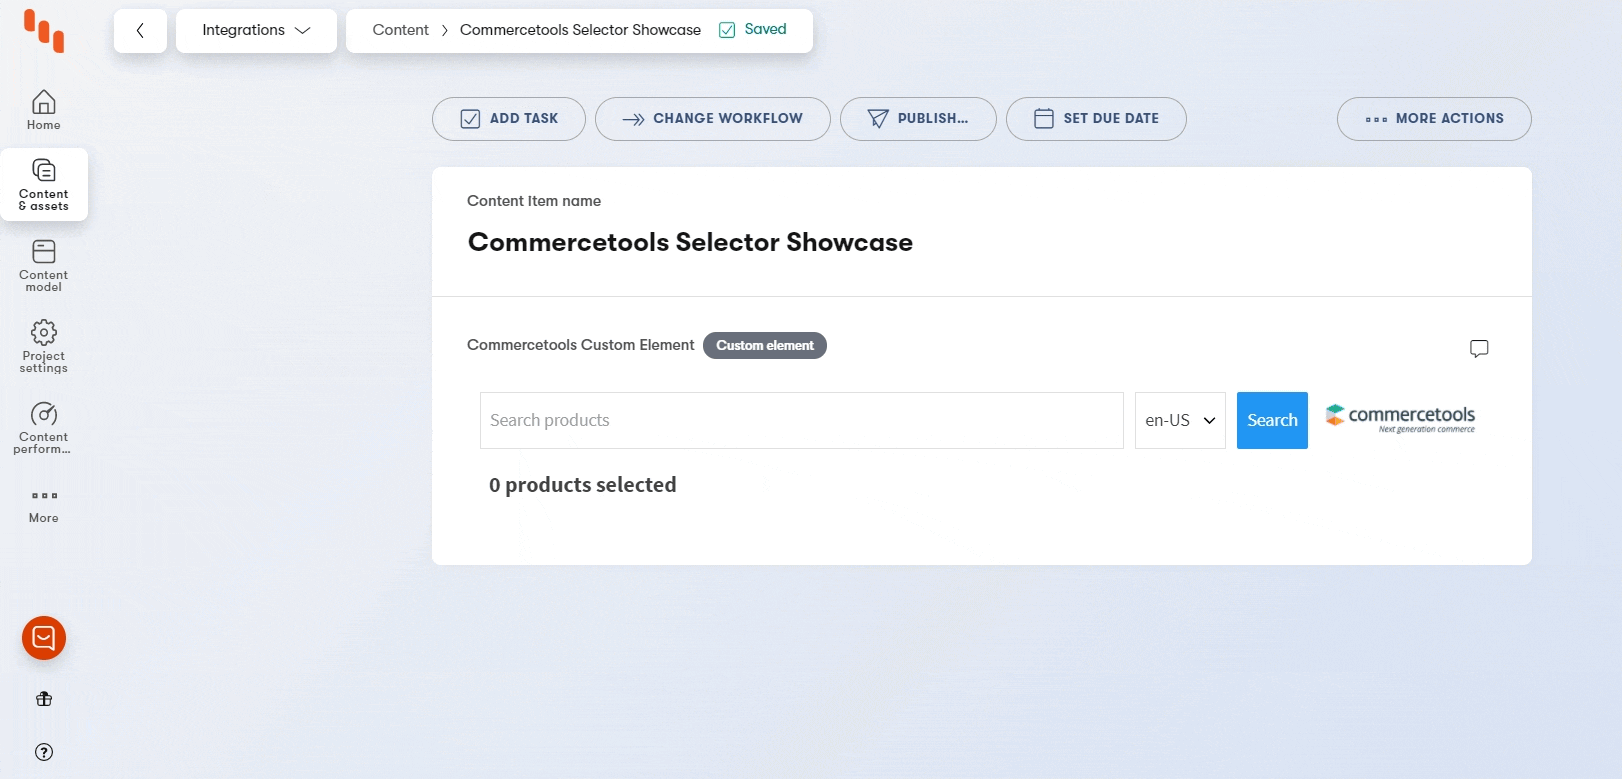 Integrations
Content > Commercetools Selector Showcase Saved
Home
Content
& assets
Content
model
Project
settings
Content
perform...
More
ADD TASK
CHANGE WORKFLOW
PUBLISH...
SET DUE DATE
MORE ACTIONS
Content item name
Commercetools Selector Showcase
Commercetools Custom Element Custom element
Search products
en-US
Search
commercetools
Next generation commerce
0 products selected